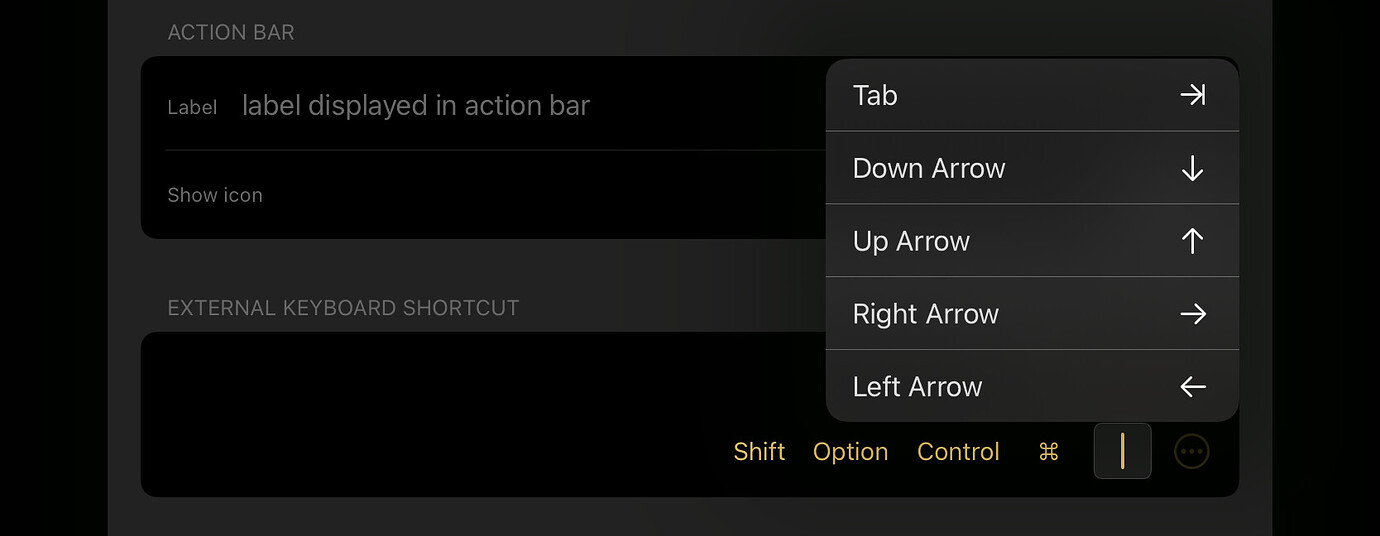 ACTION BAR
Label label displayed in action bar
Show icon
EXTERNAL KEYBOARD SHORTCUT
Tab
Down Arrow
Up Arrow
Right Arrow
Left Arrow
Shift Option Control ⌘